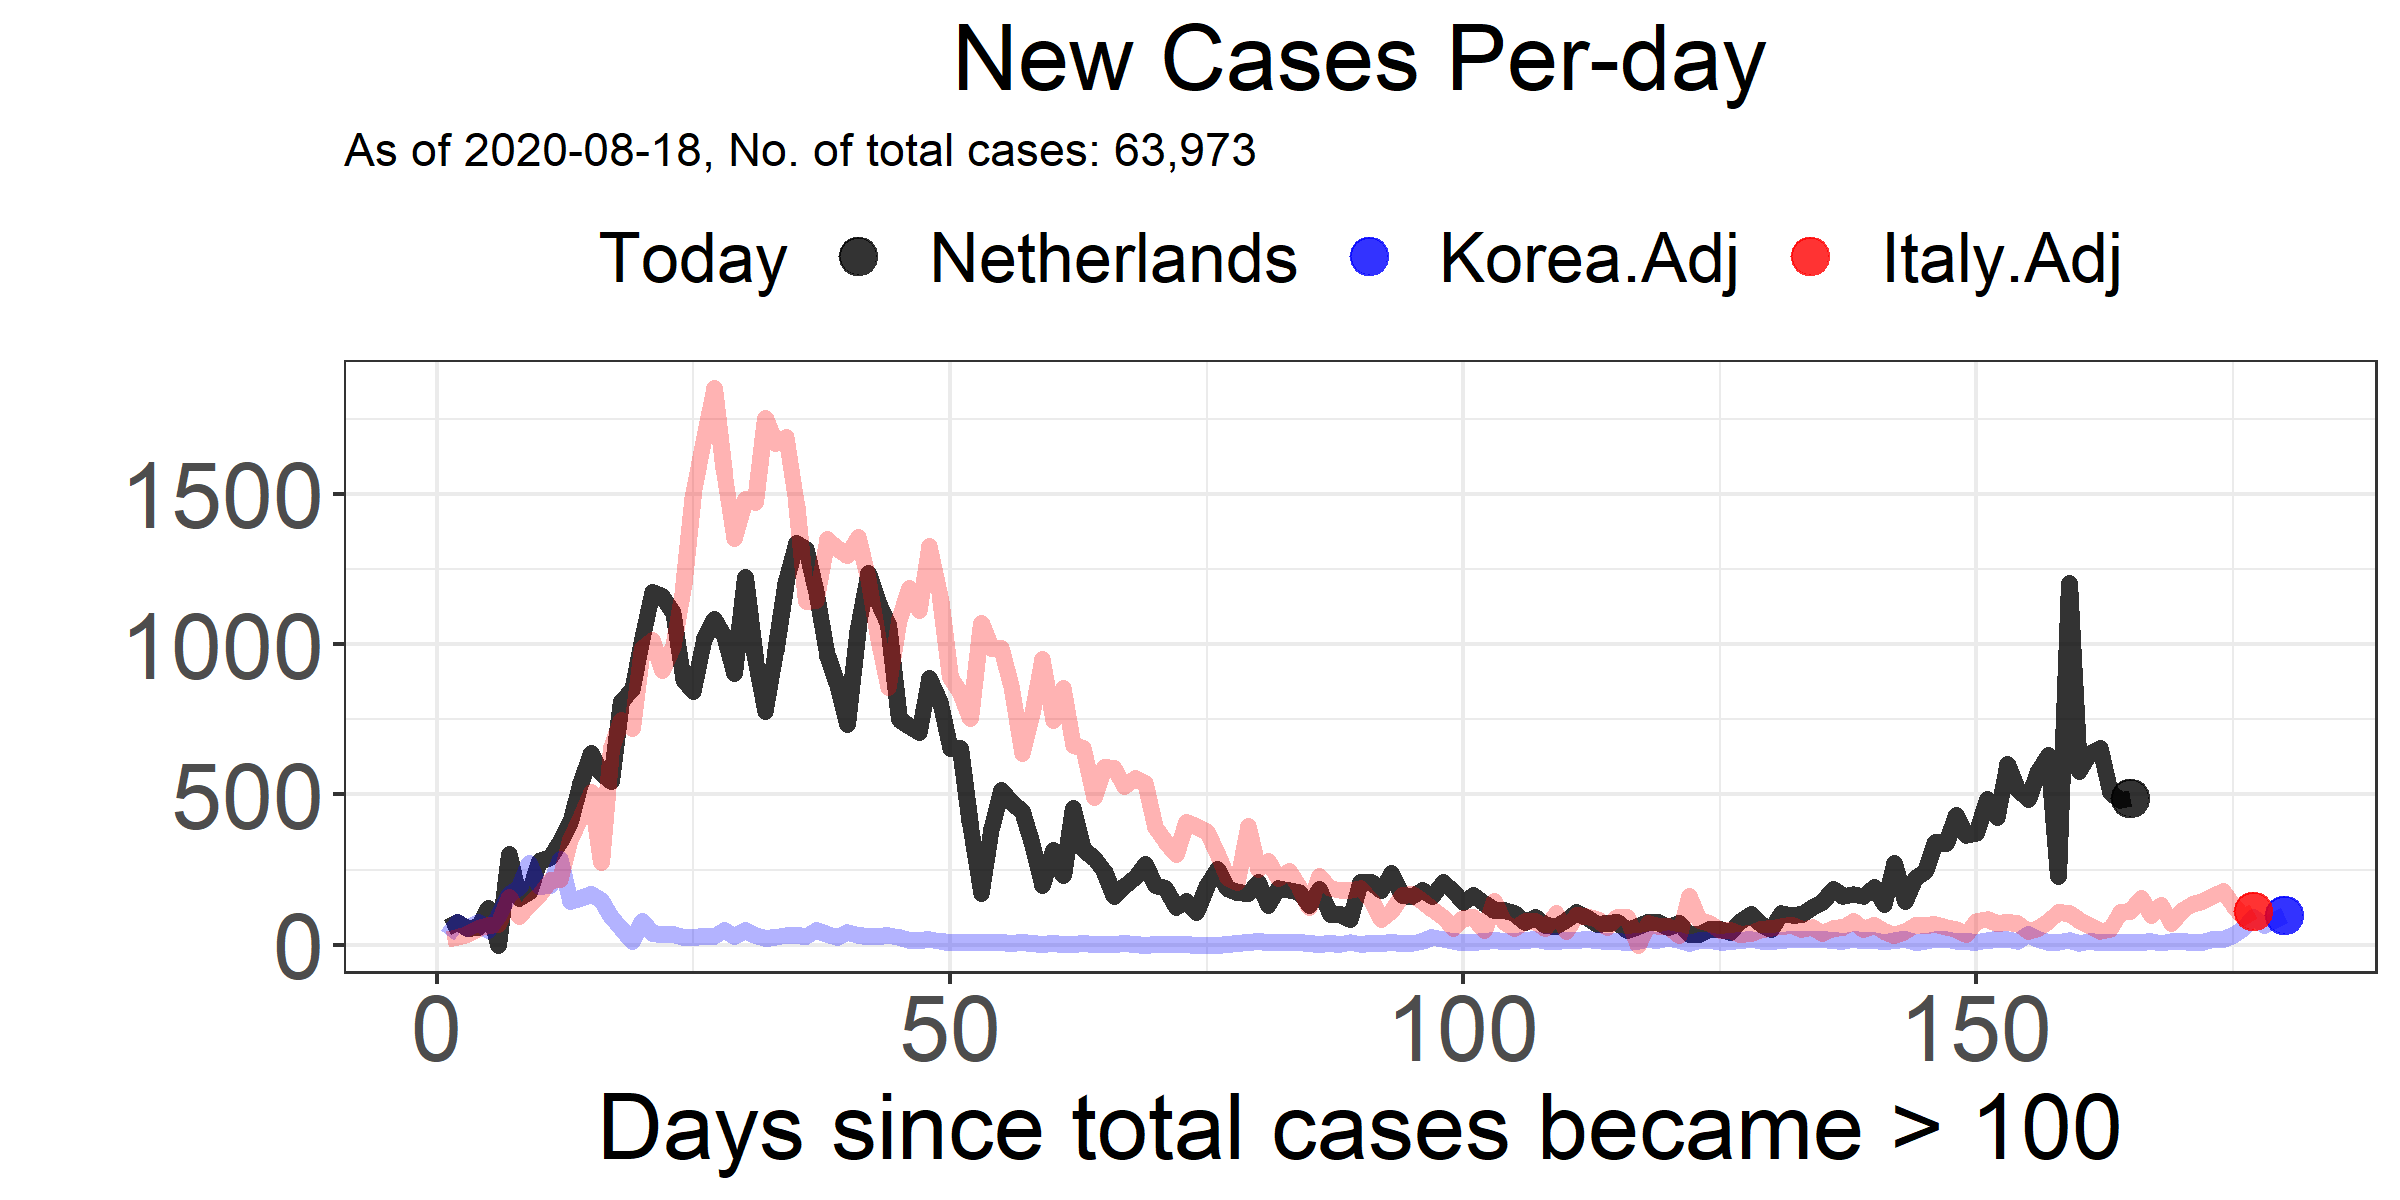 New Cases Per-day
As of 2020-08-18, No. of total cases: 63,973
Today Netherlands Korea.Adj Italy.Adj
1500
1000
500
0
0 50 100 150
Days since total cases became > 100